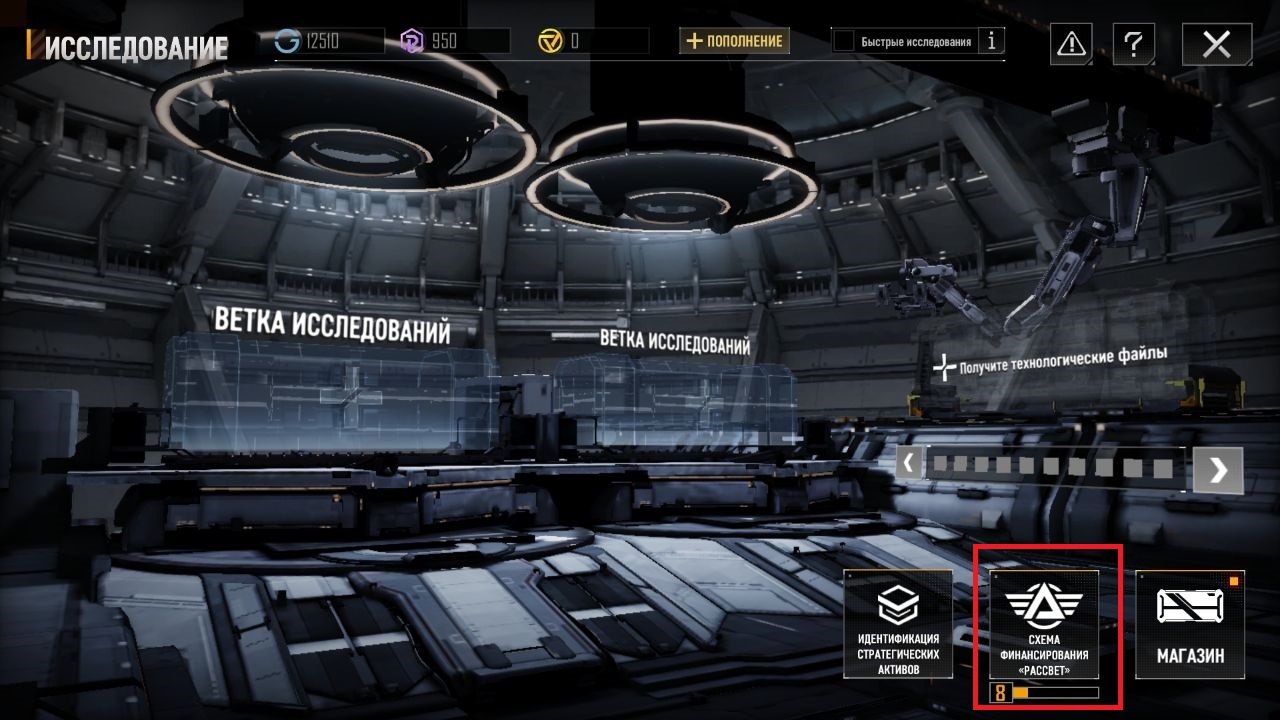 ИССЛЕДОВАНИЕ
12510
950
0
+ ПОПОЛНЕНИЕ
Быстрые исследования
i
?
ВЕТКА ИССЛЕДОВАНИЙ
ВЕТКА ИССЛЕДОВАНИЙ
Получите технологические файлы
ИДЕНТИФИКАЦИЯ
СТРАТЕГИЧЕСКИХ
АКТИВОВ
СХЕМА
ФИНАНСИРОВАНИЯ
«РАССВЕТ»
8
МАГАЗИН